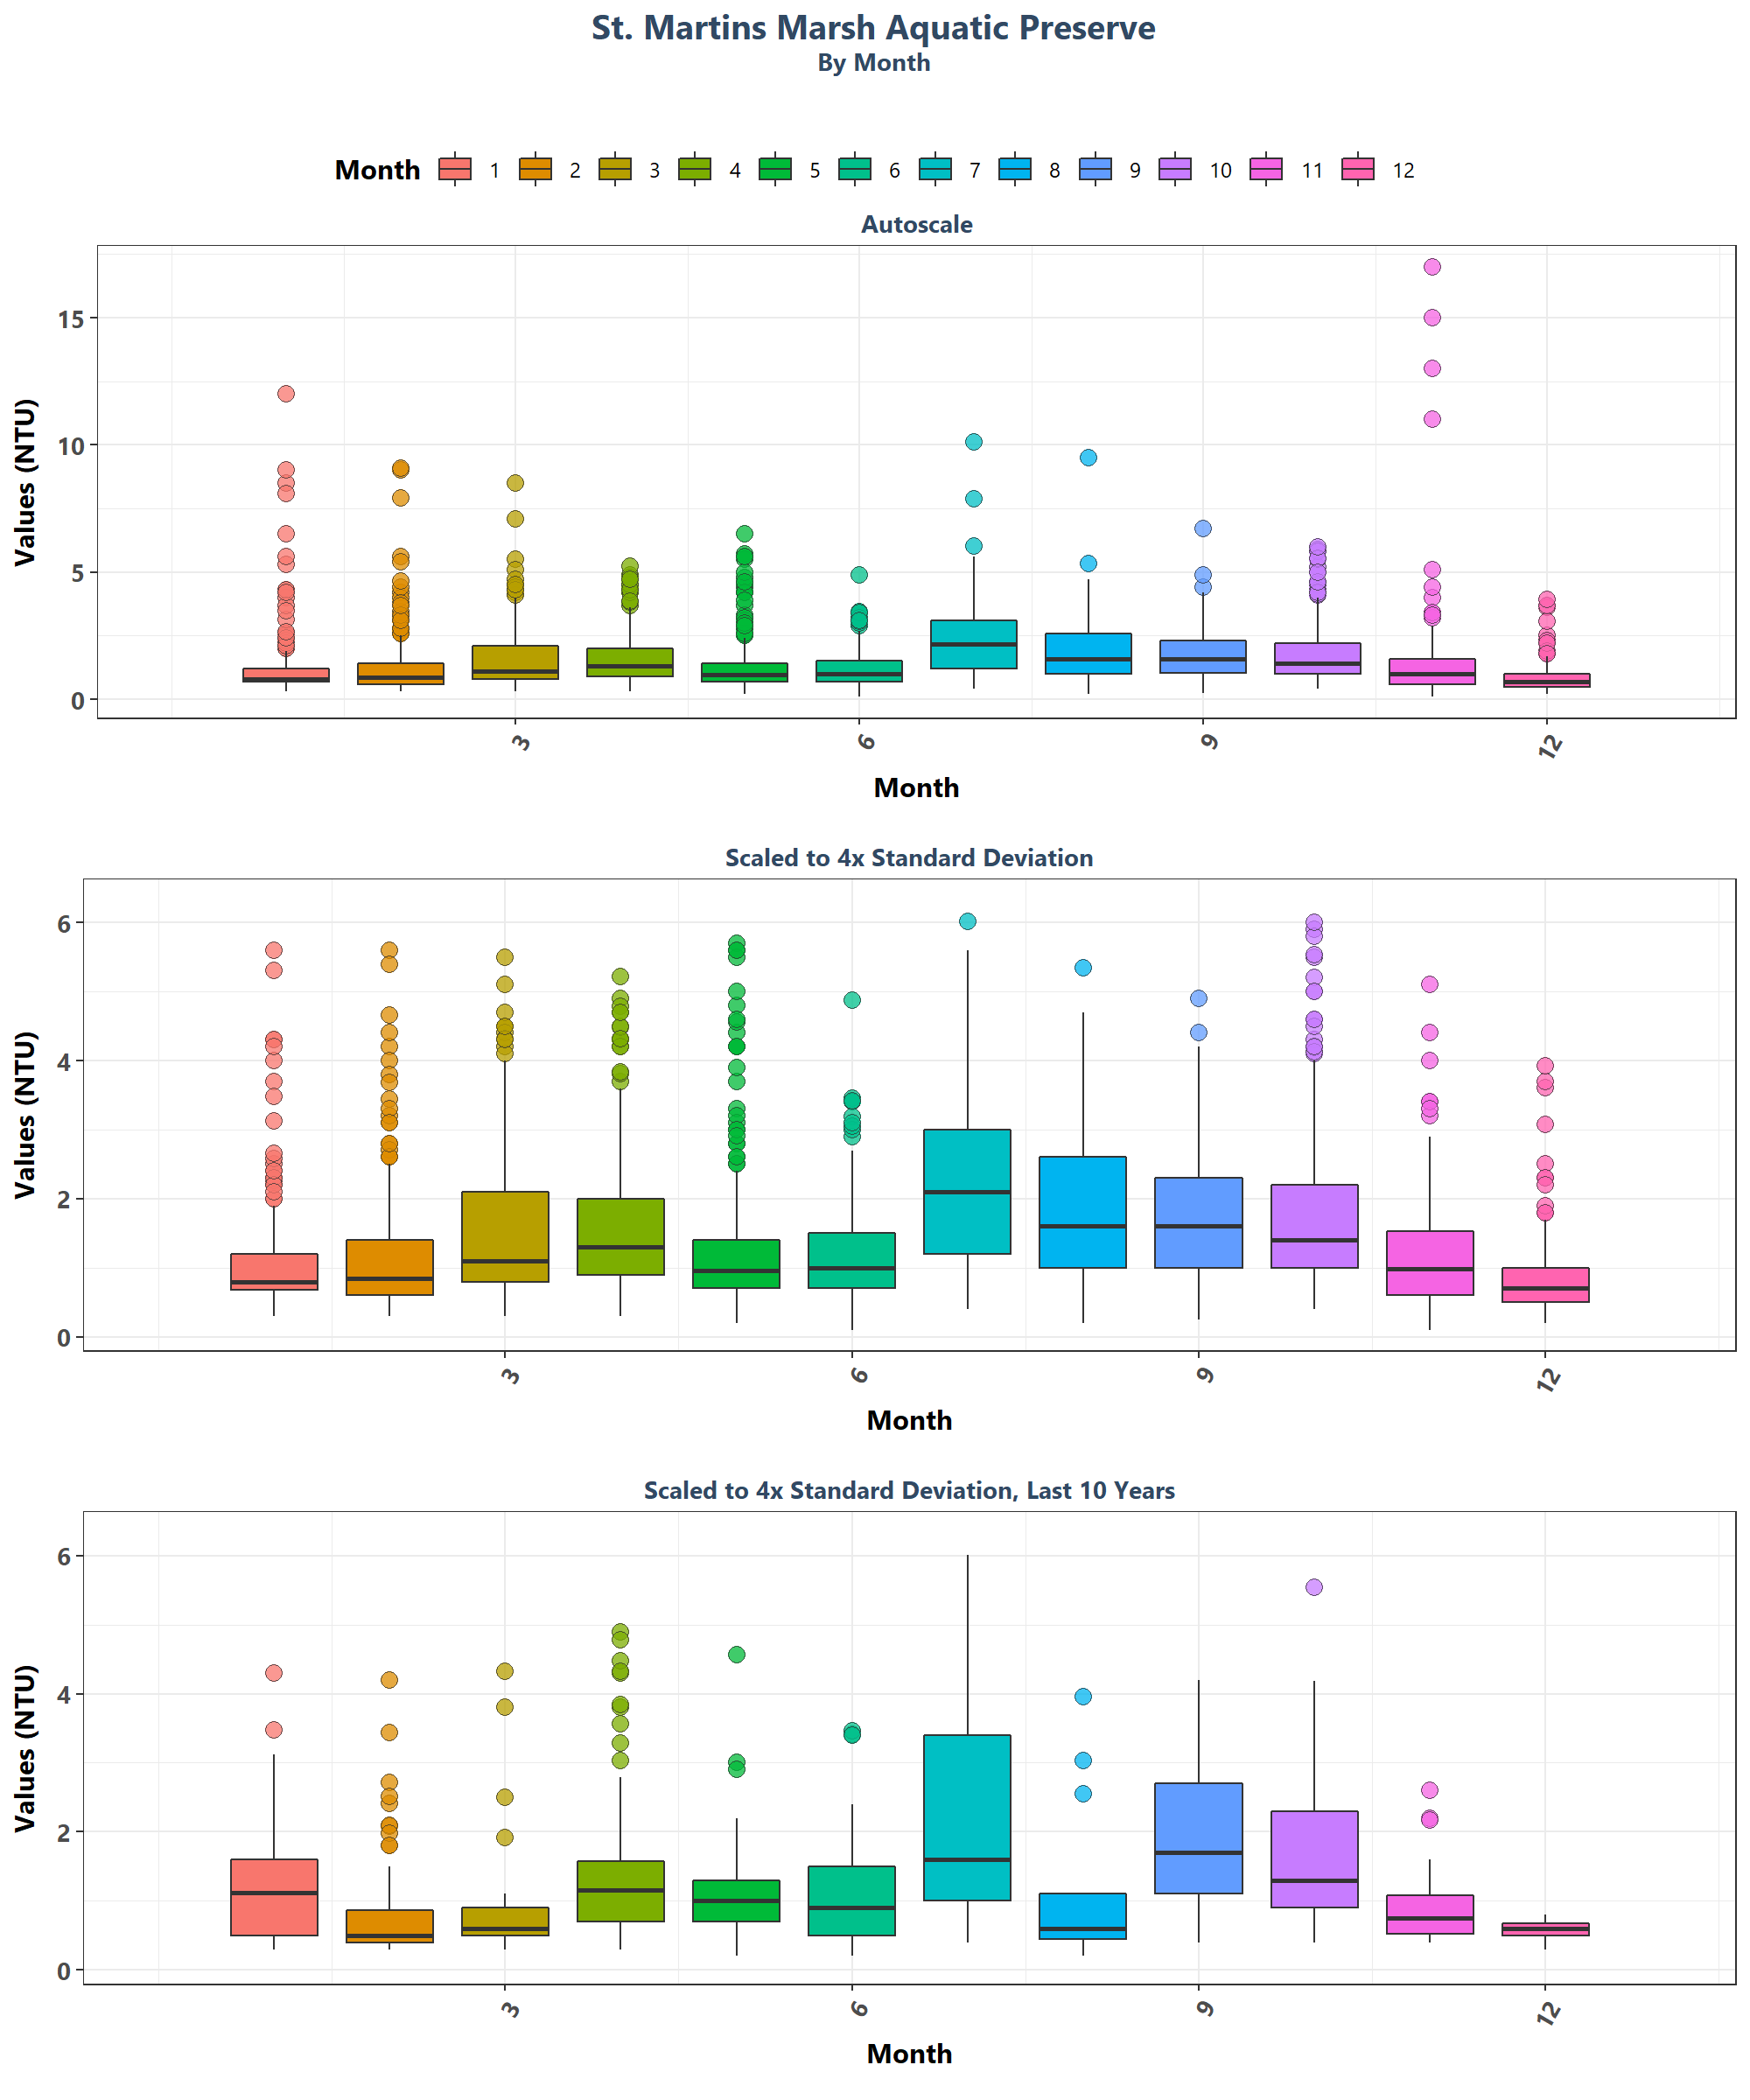 St. Martins Marsh Aquatic Preserve
By Month
Month 1 2 3 4 5 6 7 8 9 10 11 12
Autoscale
Values (NTU)
15
10
5
0
3 6 9 12
Month
Scaled to 4x Standard Deviation
Values (NTU)
6
4
2
0
3 6 9 12
Month
Scaled to 4x Standard Deviation, Last 10 Years
Values (NTU)
6
4
2
0
3 6 9 12
Month